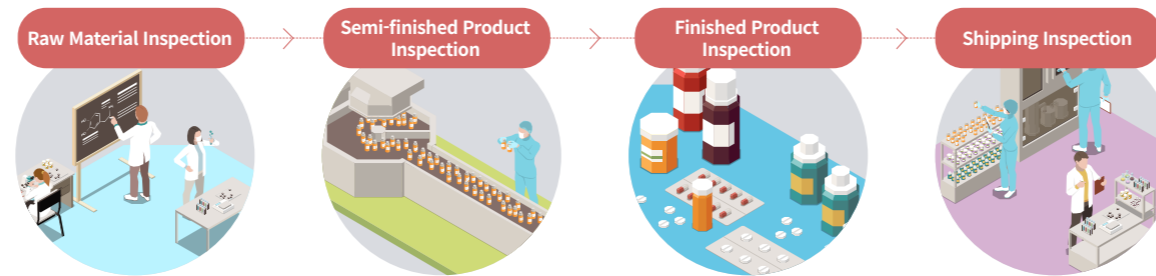 Raw Material Inspection
Semi-finished Product
Inspection
Finished Product
Inspection
Shipping Inspection